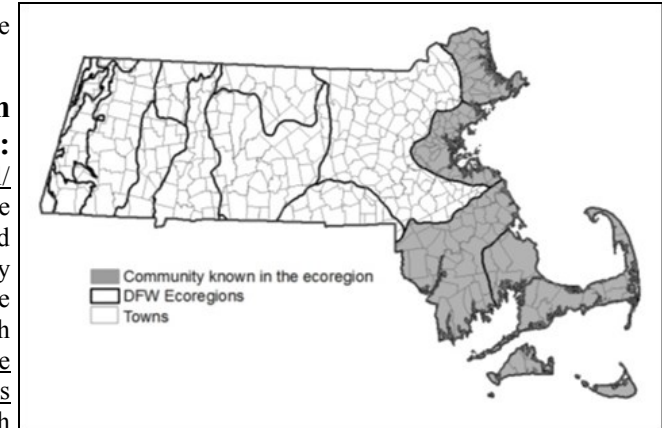 e
n
:
/
e
d
y
e
h
e
s
h
Community known in the ecoregion
DFW Ecoregions
Towns